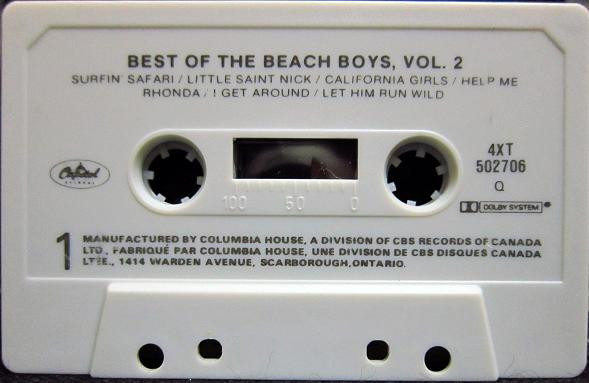 BEST OF THE BEACH BOYS, VOL. 2
SURFIN' SAFARI / LITTLE SAINT NICK / CALIFORNIA GIRLS / HELP ME
RHONDA / I GET AROUND / LET HIM RUN WILD
Capitol
RECORDS
4XT
502706
Q
100 50 0
DOLBY SYSTEM
1
MANUFACTURED BY COLUMBIA HOUSE, A DIVISION OF CBS RECORDS OF CANADA
LTD., FABRIQUÉ PAR COLUMBIA HOUSE, UNE DIVISION DE CBS DISQUES CANADA
LTÉE., 1414 WARDEN AVENUE, SCARBOROUGH, ONTARIO.